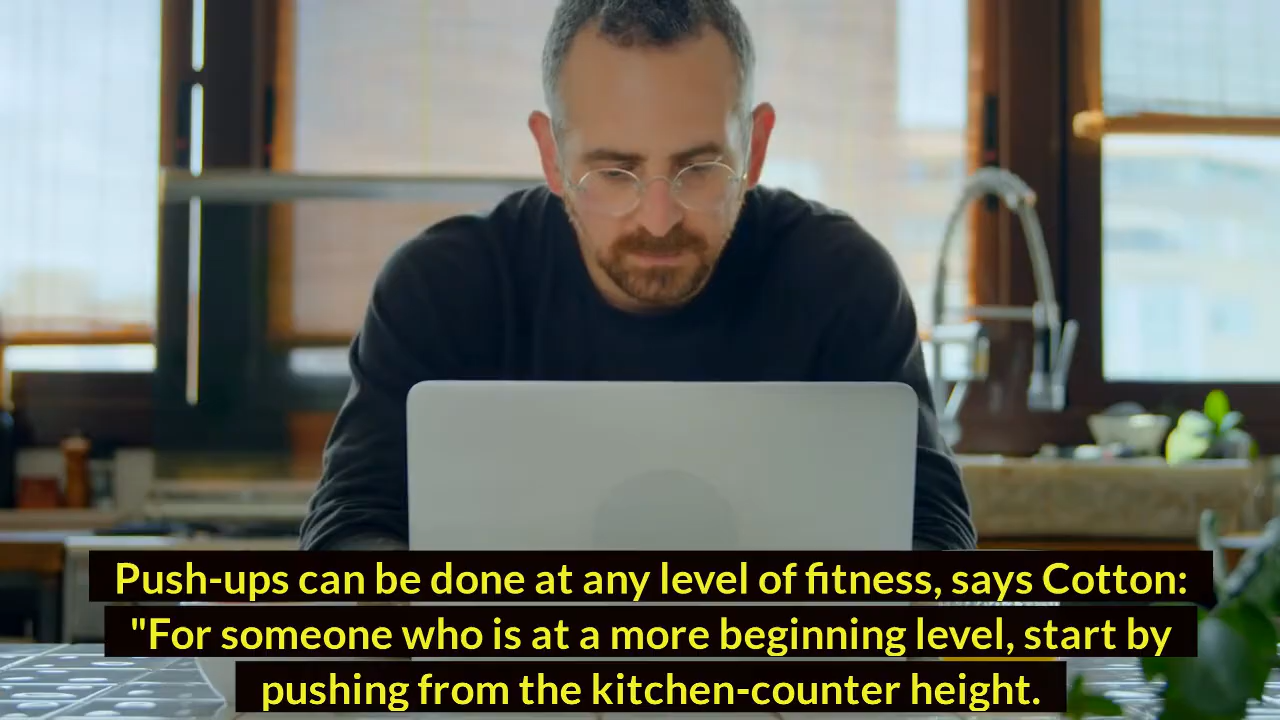 Push-ups can be done at any level of fitness, says Cotton:
"For someone who is at a more beginning level, start by
pushing from the kitchen-counter height.